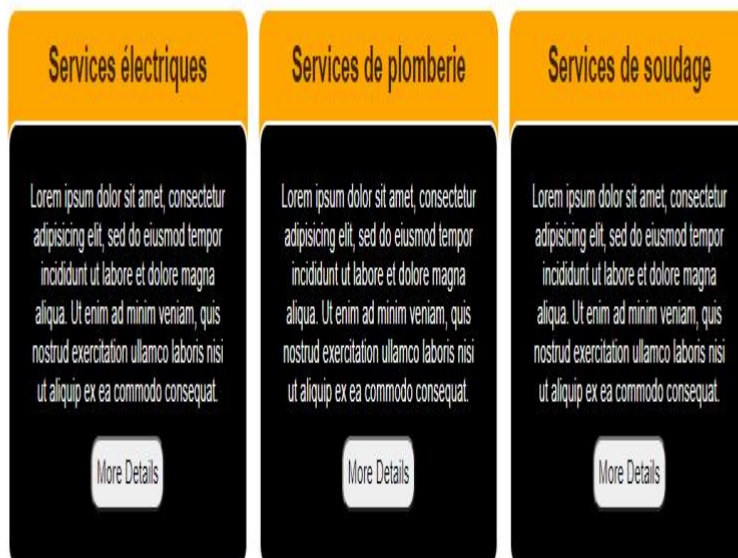 Services électriques
Lorem ipsum dolor sit amet, consectetur
adipisicing elit, sed do eiusmod tempor
incididunt ut labore et dolore magna
aliqua. Ut enim ad minim veniam, quis
nostrud exercitation ullamco laboris nisi
ut aliquip ex ea commodo consequat.
More Details
Services de plomberie
Lorem ipsum dolor sit amet, consectetur
adipisicing elit, sed do eiusmod tempor
incididunt ut labore et dolore magna
aliqua. Ut enim ad minim veniam, quis
nostrud exercitation ullamco laboris nisi
ut aliquip ex ea commodo consequat.
More Details
Services de soudage
Lorem ipsum dolor sit amet, consectetur
adipisicing elit, sed do eiusmod tempor
incididunt ut labore et dolore magna
aliqua. Ut enim ad minim veniam, quis
nostrud exercitation ullamco laboris nisi
ut aliquip ex ea commodo consequat.
More Details